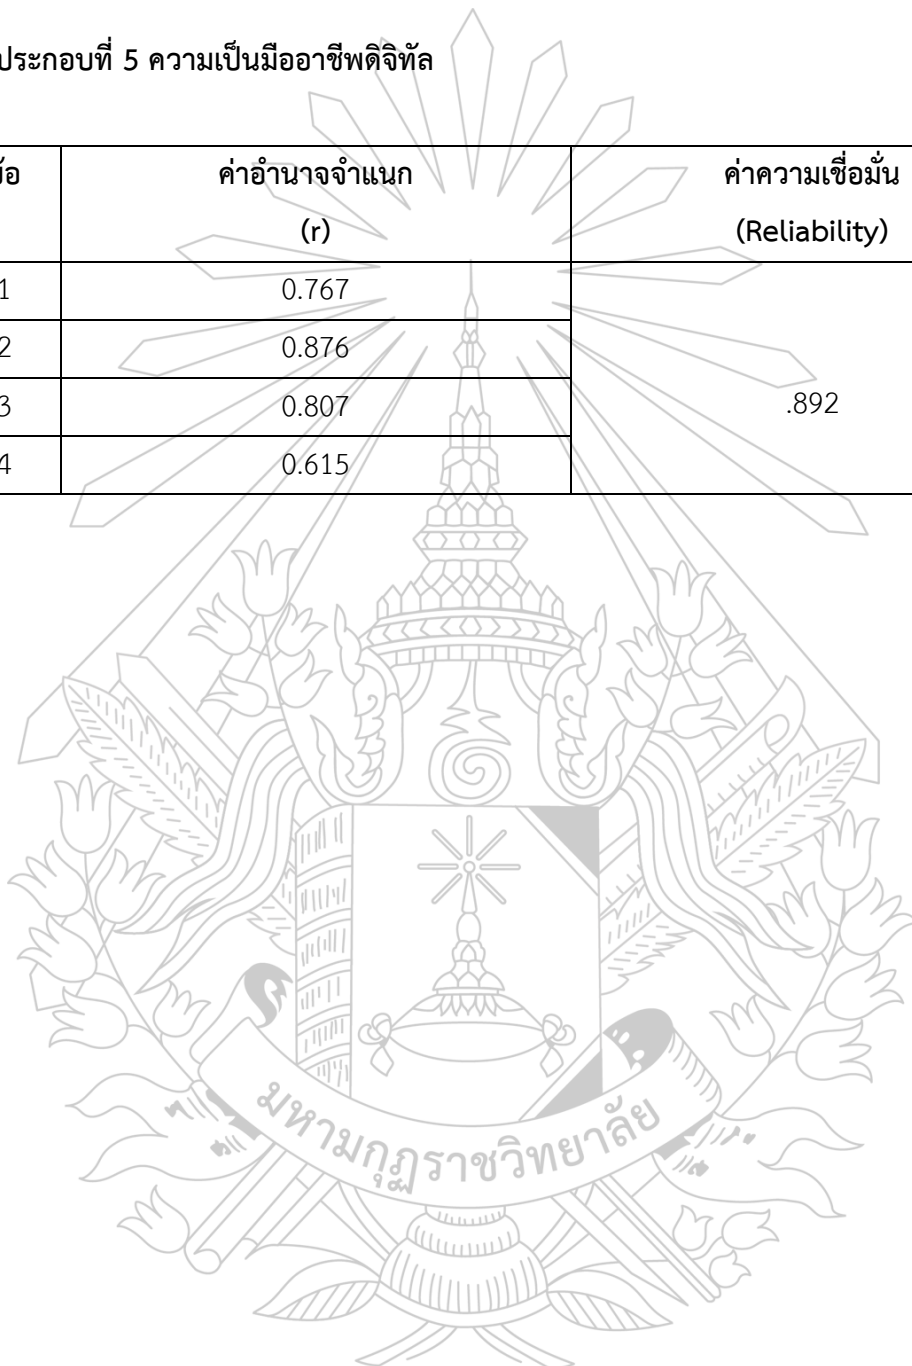 ประกอบที่ 5 ความเป็นมืออาชีพดิจิทัล
ค่าอำนาจจำแนก
(r)
ค่าความเชื่อมั่น
(Reliability)
1 0.767
2 0.876
3 0.807
.892
4 0.615
มหามกุฏราชวิทยาลัย